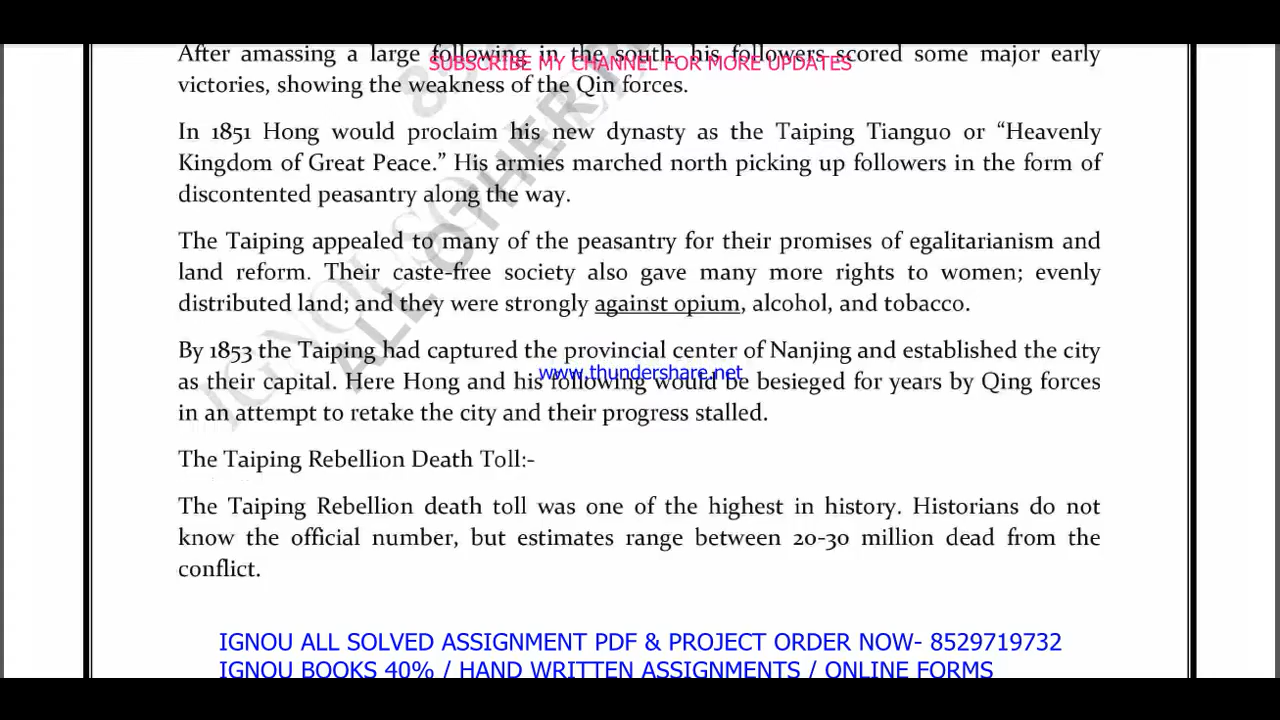 After amassing a large following in the south, his followers scored some major early
SUBSCRIBE MY CHANNEL FOR MORE UPDATES
victories, showing the weakness of the Qin forces.
In 1851 Hong would proclaim his new dynasty as the Taiping Tianguo or “Heavenly
Kingdom of Great Peace.” His armies marched north picking up followers in the form of
discontented peasantry along the way.
The Taiping appealed to many of the peasantry for their promises of egalitarianism and
land reform. Their caste-free society also gave many more rights to women; evenly
distributed land; and they were strongly against opium, alcohol, and tobacco.
By 1853 the Taiping had captured the provincial center of Nanjing and established the city
www.thundershare.net
as their capital. Here Hong and his following would be besieged for years by Qing forces
in an attempt to retake the city and their progress stalled.
The Taiping Rebellion Death Toll:-
The Taiping Rebellion death toll was one of the highest in history. Historians do not
know the official number, but estimates range between 20-30 million dead from the
conflict.
ALL OTHER
IGNOU ALL SOLVED ASSIGNMENT PDF & PROJECT ORDER NOW- 8529719732
IGNOU BOOKS 40% / HAND WRITTEN ASSIGNMENTS / ONLINE FORMS